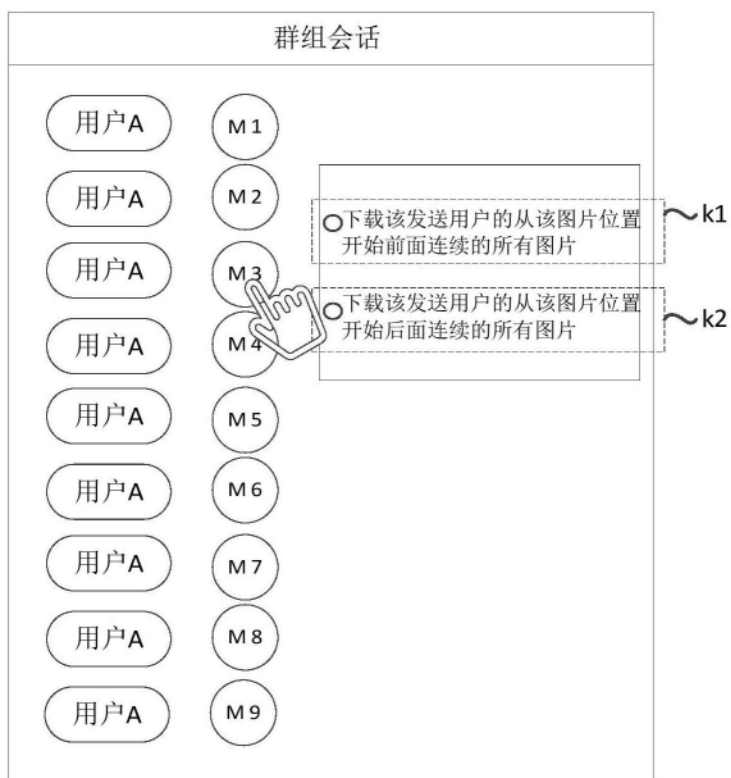 群组会话
用户A M1
用户A M2
下载该发送用户的从该图片位置
开始前面连续的所有图片
k1
用户A M3
下载该发送用户的从该图片位置
开始后面连续的所有图片
k2
用户A M4
用户A M5
用户A M6
用户A M7
用户A M8
用户A M9